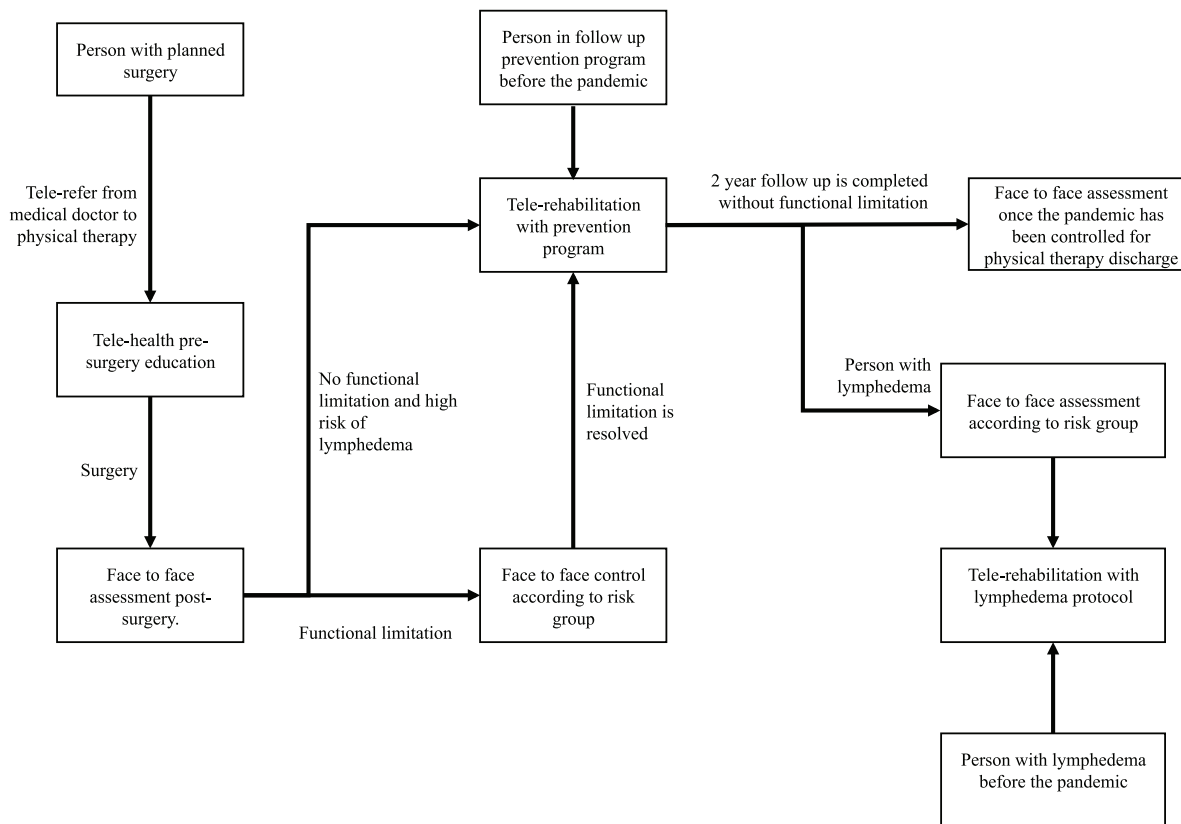 Person with planned
surgery
Person in follow up
prevention program
before the pandemic
Tele-refer from
medical doctor to
physical therapy
Tele-rehabilitation
with prevention
program
2 year follow up is completed
without functional limitation
Face to face assessment
once the pandemic has
been controlled for
physical therapy discharge
Tele-health pre-
surgery education
No functional
limitation and high
risk of
lymphedema
Functional
limitation is
resolved
Person with
lymphedema
Face to face assessment
according to risk group
Surgery
Face to face
assessment post-
surgery.
Functional limitation
Face to face control
according to risk
group
Tele-rehabilitation with
lymphedema protocol
Person with lymphedema
before the pandemic